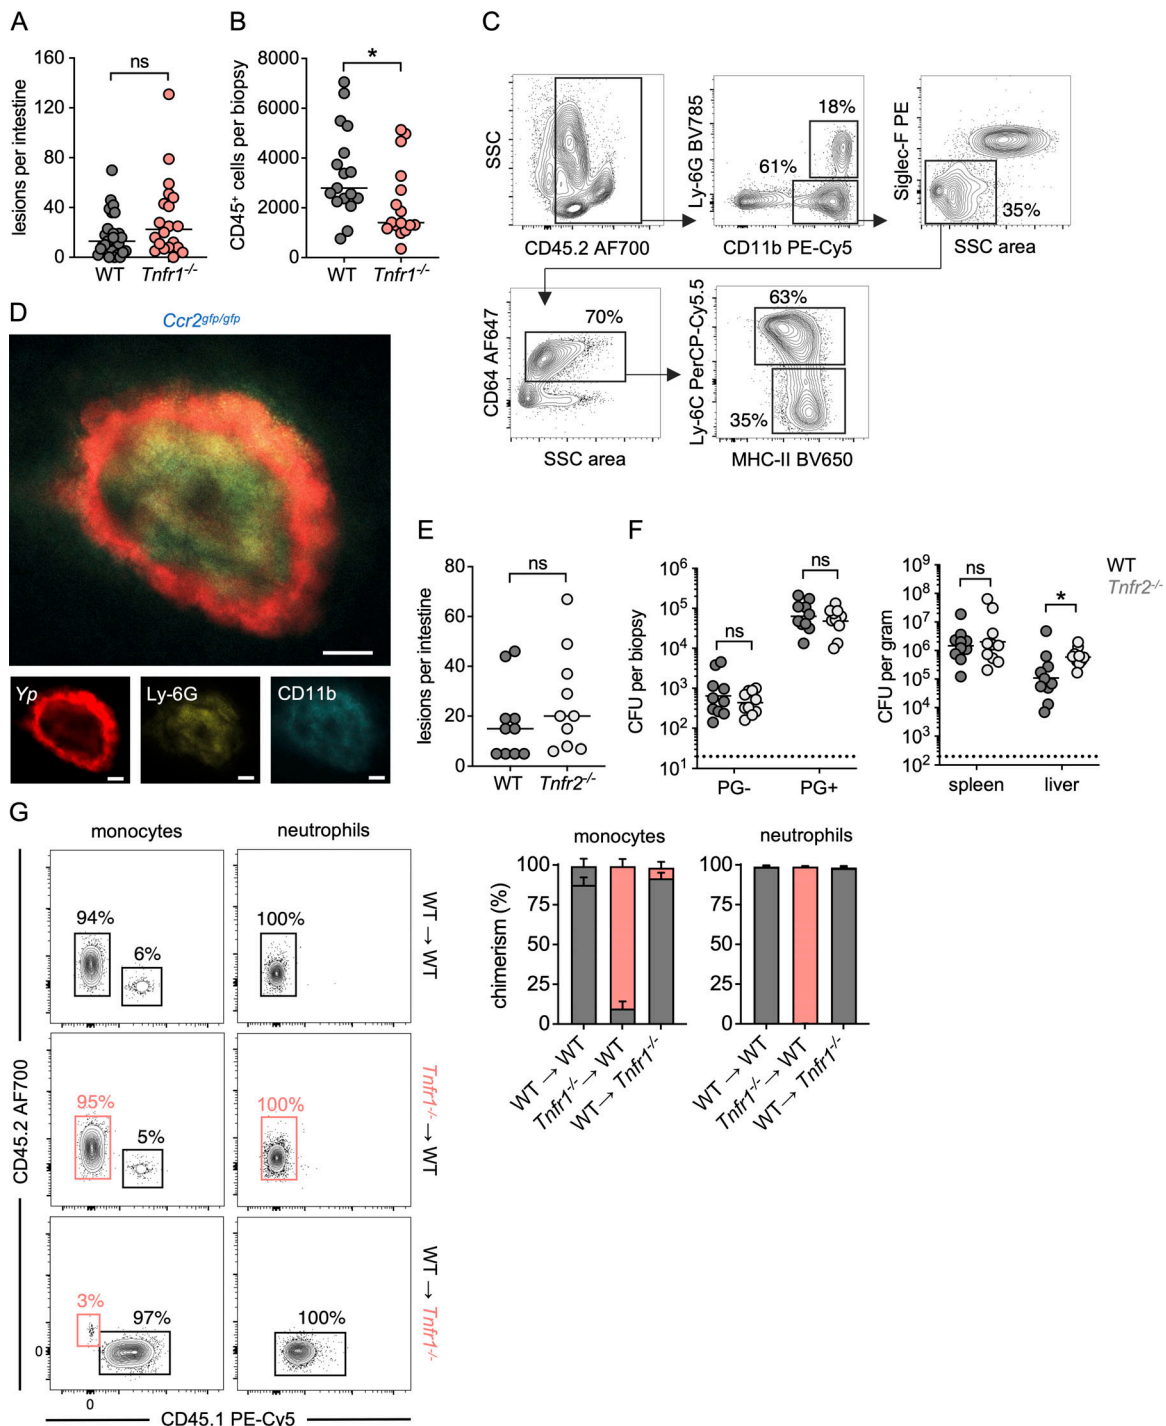 A
lesions per intestine
160
120
80
40
0
ns
WT
Tnfr1-/-
B
CD45+ cells per biopsy
8000
6000
4000
2000
0
*
WT
Tnfr1-/-
C
SSC
CD45.2 AF700
Ly-6G BV785
18%
61%
CD11b PE-Cy5
Siglec-F PE
35%
SSC area
CD64 AF647
70%
SSC area
Ly-6C PerCP-Cy5.5
63%
35%
MHC-II BV650
D
Ccr2gfp/gfp
Yp
Ly-6G
CD11b
E
lesions per intestine
80
60
40
20
0
ns
WT
Tnfr2-/-
F
CFU per biopsy
10^6
10^5
10^4
10^3
10^2
10^1
ns
ns
PG-
PG+
CFU per gram
10^9
10^8
10^7
10^6
10^5
10^4
10^3
10^2
ns
*
spleen
liver
WT
Tnfr2-/-
G
monocytes
neutrophils
94%
6%
100%
WT → WT
95%
5%
100%
Tnfr1-/- → WT
3%
97%
100%
WT → Tnfr1-/-
0
0
CD45.2 AF700
CD45.1 PE-Cy5
monocytes
neutrophils
chimerism (%)
100
75
50
25
0
WT → WT
Tnfr1-/- → WT
WT → Tnfr1-/-
100
75
50
25
0
WT → WT
Tnfr1-/- → WT
WT → Tnfr1-/-